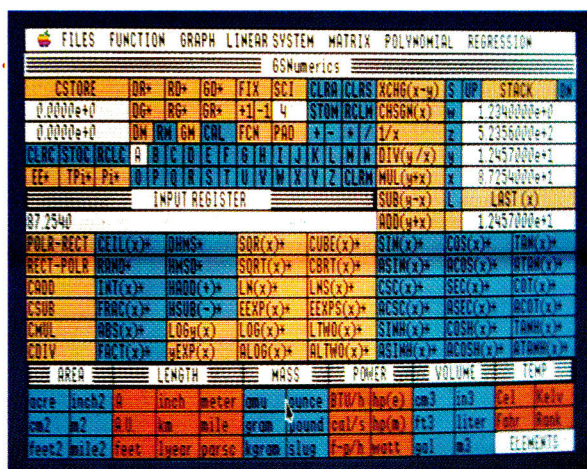 FILES FUNCTION GRAPH LINEAR SYSTEM MATRIX POLYNOMIAL REGRESSION
GSNumerics
CSTORE DR+ RD+ GD+ FIX SCI CLRA CLRS XCHG(x-y) S UP STACK DN
0.0000e+0 DG+ RG+ GR+ +1 -1 4 STOM RCLM CHSGN(x) w 1.2340000e+0
0.0000e+0 DM RM GM CAL FCN PAD + - * / 1/x z 5.2356000e+2
CLRC STOC RCLC A B C D E F G H I J K L M N DIV(y/x) y 1.2457000e+1
EE+ TPi+ Pi+ O P Q R S T U V W X Y Z CLRM MUL(y*x) x 8.7254000e+1
INPUT REGISTER SUB(y-x) L LAST (x)
87.2540 ADD(y+x) 1.2457000e+1
POLR-RECT CEIL(x)+ DHMS+ SQR(x)+ CUBE(x)+ SIN(x)+ COS(x)+ TAN(x)+
RECT-POLR RAND+ HMSD+ SQRT(x)+ CBRT(x)+ ASIN(x)+ ACOS(x)+ ATAN(x)+
CADD INT(x)+ HADD(+)+ LN(x)+ LNS(x)+ CSC(x)+ SEC(x)+ COT(x)+
CSUB FRAC(x)+ HSUB(-)+ EEXP(x)+ EEXPS(x)+ ACSC(x)+ ASEC(x)+ ACOT(x)+
CMUL ABS(x)+ LOGy(x) LOG(x)+ LTWO(x)+ SINH(x)+ COSH(x)+ TANH(x)+
CDIV FACT(x)+ yEXP(x) ALOG(x)+ ALTWO(x)+ ASINH(x)+ ACOSH(x)+ ATANH(x)+
AREA LENGTH MASS POWER VOLUME TEMP
acre inch2 A inch meter amu ounce BTU/h hp(e) cm3 in3 Cel Kelv
cm2 m2 AU km mile gram pound cal/s hp(m) ft3 liter Fahr Rank
feet2 mile2 feet lyear parsc kgram slug f-p/h watt gal m3 ELEMENTS